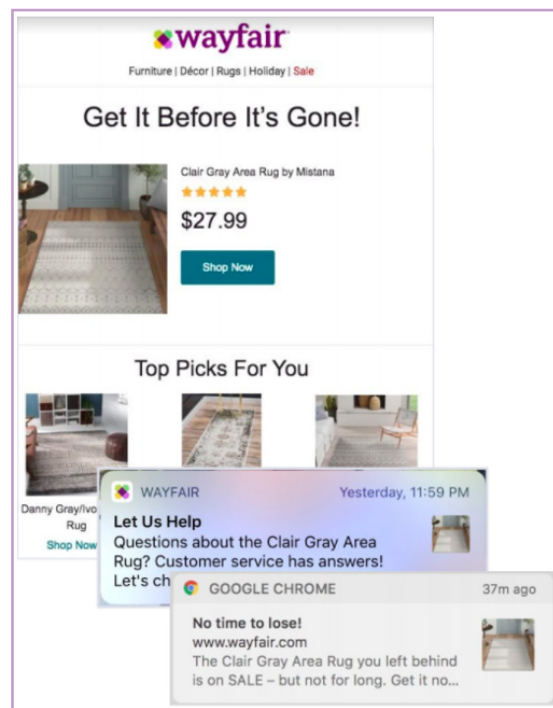 wayfair
Furniture | Décor | Rugs | Holiday | Sale
Get It Before It's Gone!
Clair Gray Area Rug by Mistana
$27.99
Shop Now
Top Picks For You
Danny Gray/Ivo
Rug
Shop Now
WAYFAIR
Yesterday, 11:59 PM
Let Us Help
Questions about the Clair Gray Area
Rug? Customer service has answers!
Let's ch
GOOGLE CHROME
37m ago
No time to lose!
www.wayfair.com
The Clair Gray Area Rug you left behind
is on SALE – but not for long. Get it no...